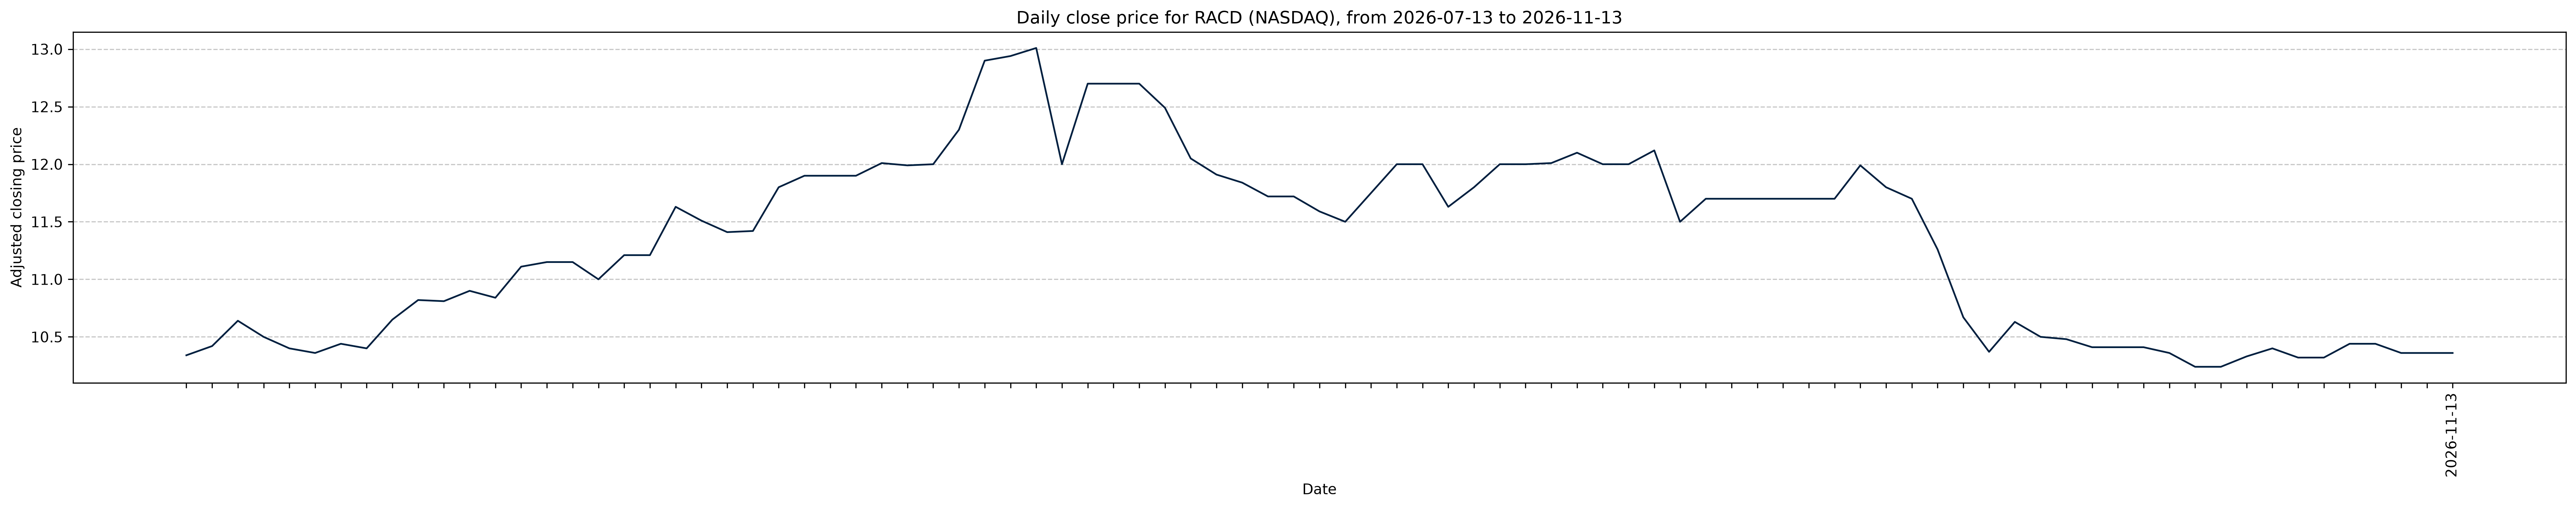 Daily close price for RACD (NASDAQ), from 2026-07-13 to 2026-11-13
Adjusted closing price
13.0
12.5
12.0
11.5
11.0
10.5
2026-11-13
Date